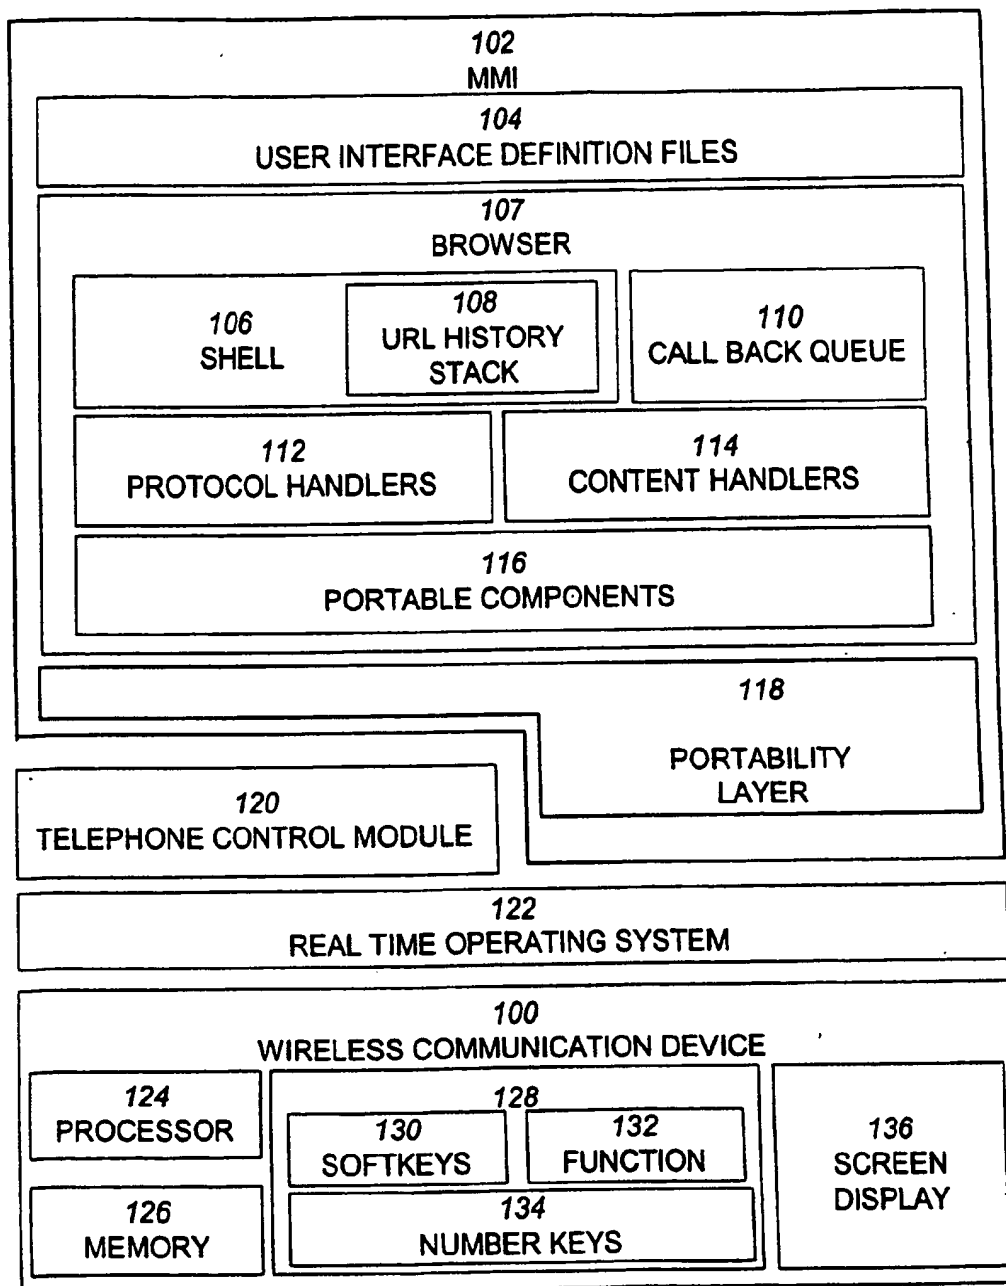 102
MMI
104
USER INTERFACE DEFINITION FILES
107
BROWSER
106
SHELL
108
URL HISTORY
STACK
110
CALL BACK QUEUE
112
PROTOCOL HANDLERS
114
CONTENT HANDLERS
116
PORTABLE COMPONENTS
118
PORTABILITY
LAYER
120
TELEPHONE CONTROL MODULE
122
REAL TIME OPERATING SYSTEM
100
WIRELESS COMMUNICATION DEVICE
124
PROCESSOR
126
MEMORY
128
130
SOFTKEYS
132
FUNCTION
134
NUMBER KEYS
136
SCREEN
DISPLAY